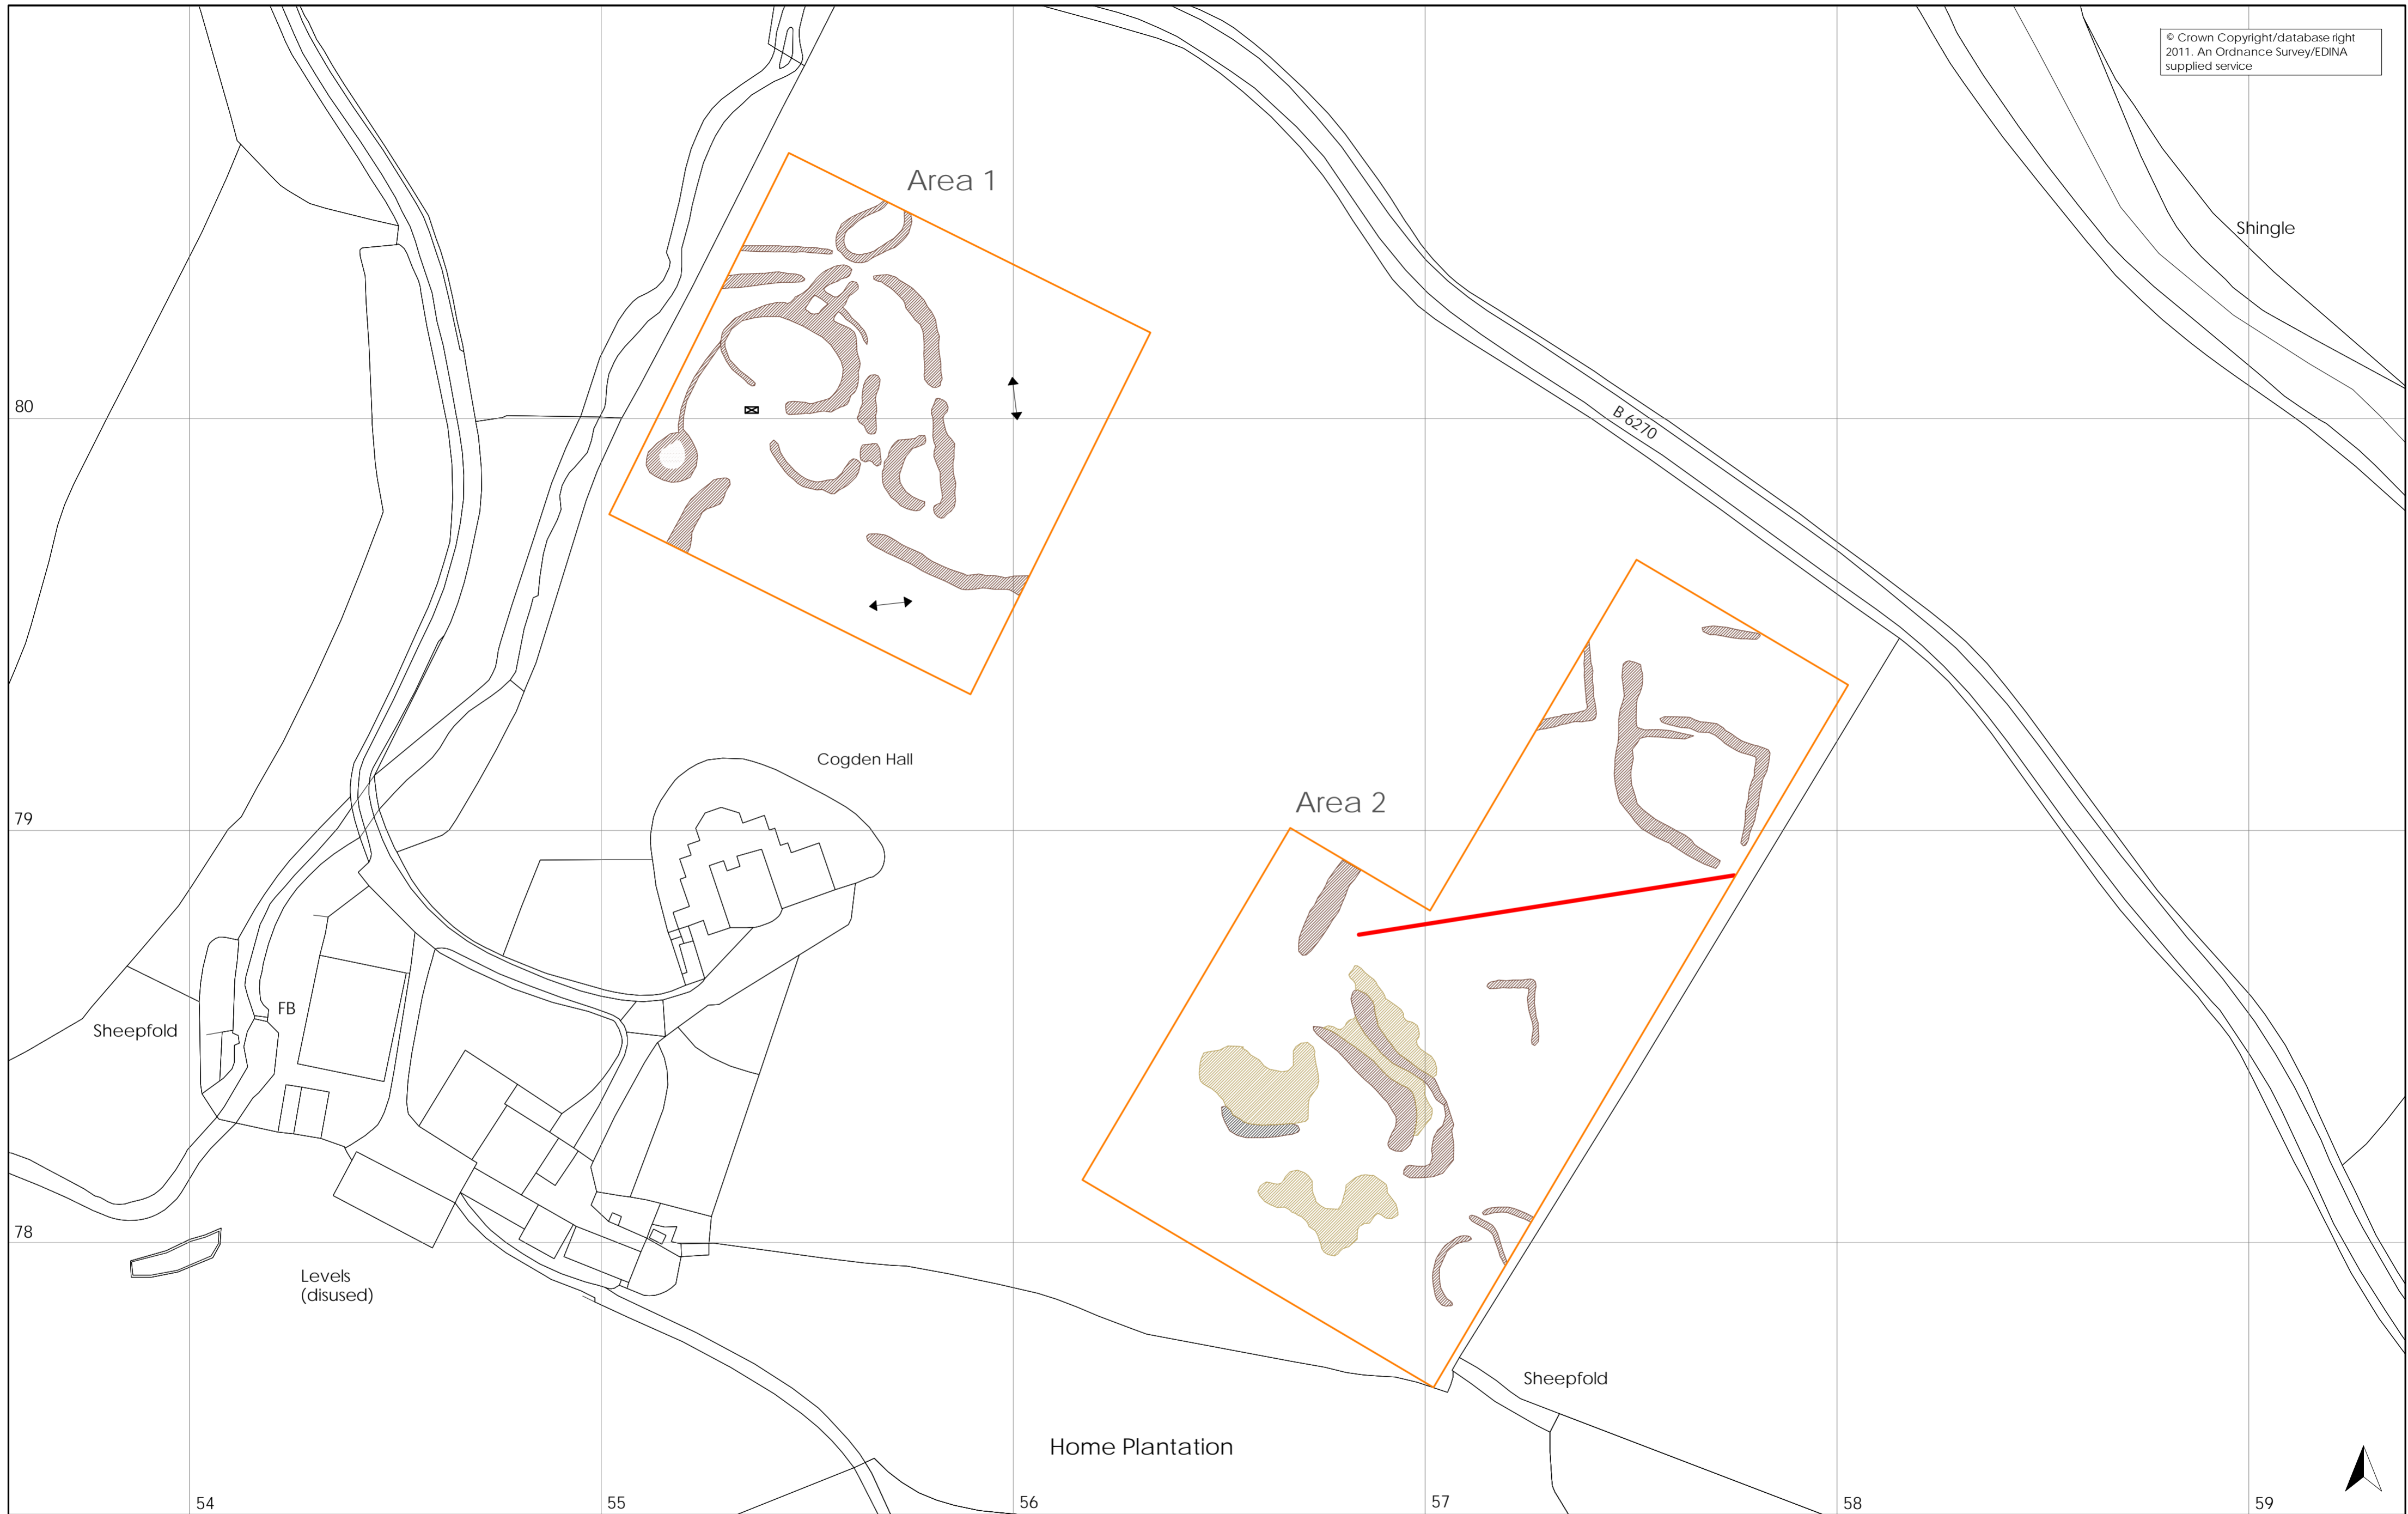 © Crown Copyright/database right
2011. An Ordnance Survey/EDINA
supplied service
Area 1
Shingle
80
B 6270
Cogden Hall
Area 2
79
FB
Sheepfold
78
Levels
(disused)
Sheepfold
Home Plantation
54
55
56
57
58
59